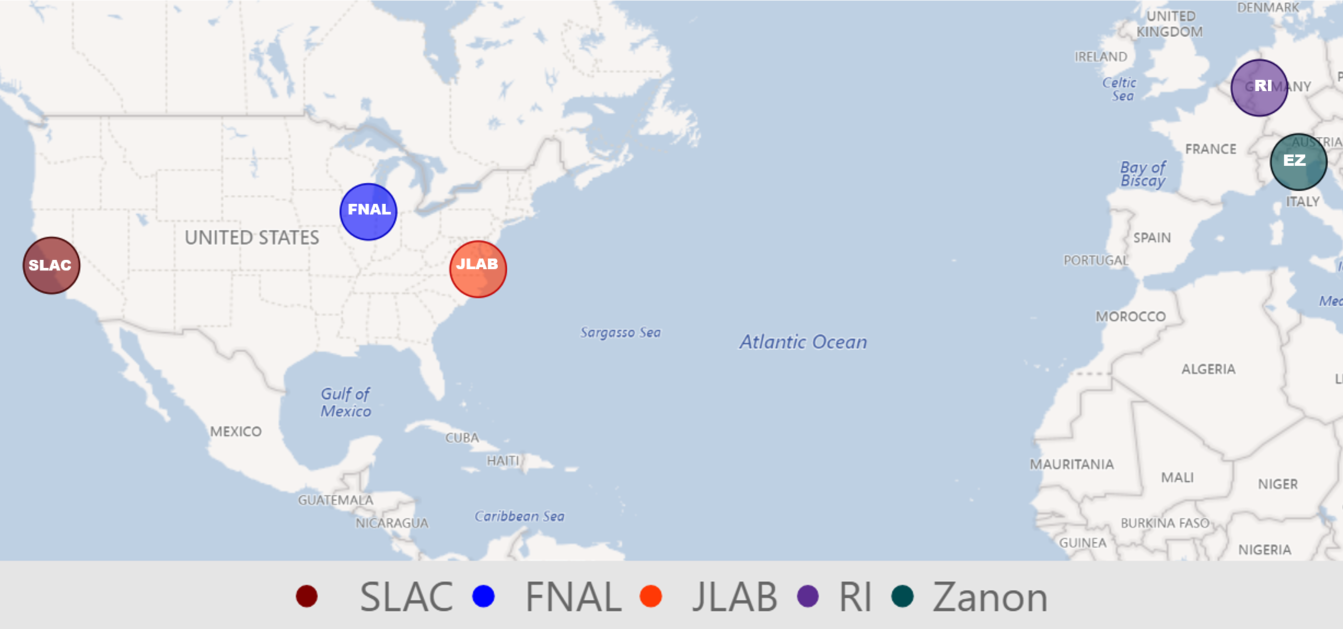 DENMARK
UNITED
KINGDOM
IRELAND
Celtic
Sea
RI
GERMANY
FRANCE
AUSTRIA
EZ
Bay of
Biscay
ITALY
FNAL
UNITED STATES
SLAC
JLAB
SPAIN
PORTUGAL
Sargasso Sea
Atlantic Ocean
MOROCCO
ALGERIA
Gulf of
Mexico
MEXICO
CUBA
HAITI
MAURITANIA
MALI
NIGER
GUATEMALA
NICARAGUA
Caribbean Sea
BURKINA FASO
GUINEA
NIGERIA
SLAC FNAL JLAB RI Zanon